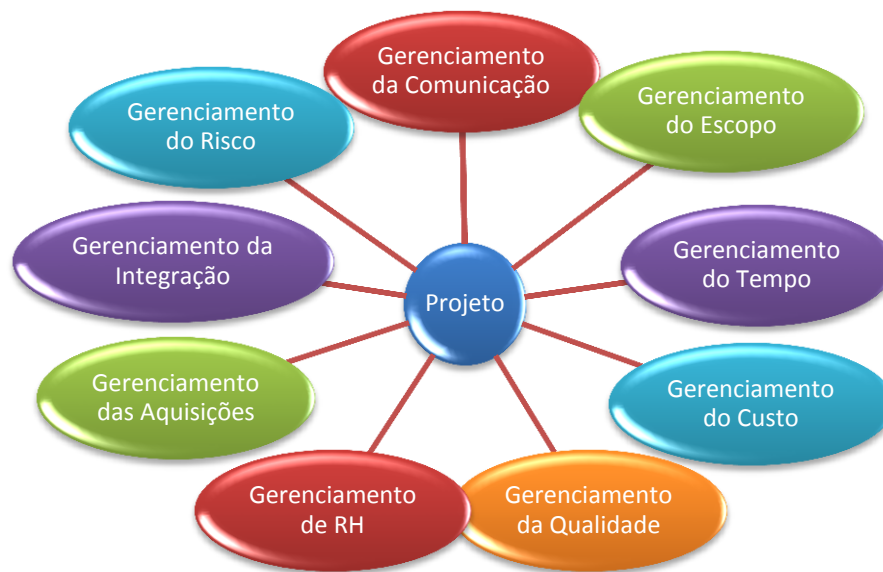 Gerenciamento
da Comunicação
Gerenciamento
do Escopo
Gerenciamento
do Tempo
Gerenciamento
do Custo
Gerenciamento
da Qualidade
Gerenciamento
de RH
Gerenciamento
das Aquisições
Gerenciamento da
Integração
Gerenciamento
do Risco
Projeto